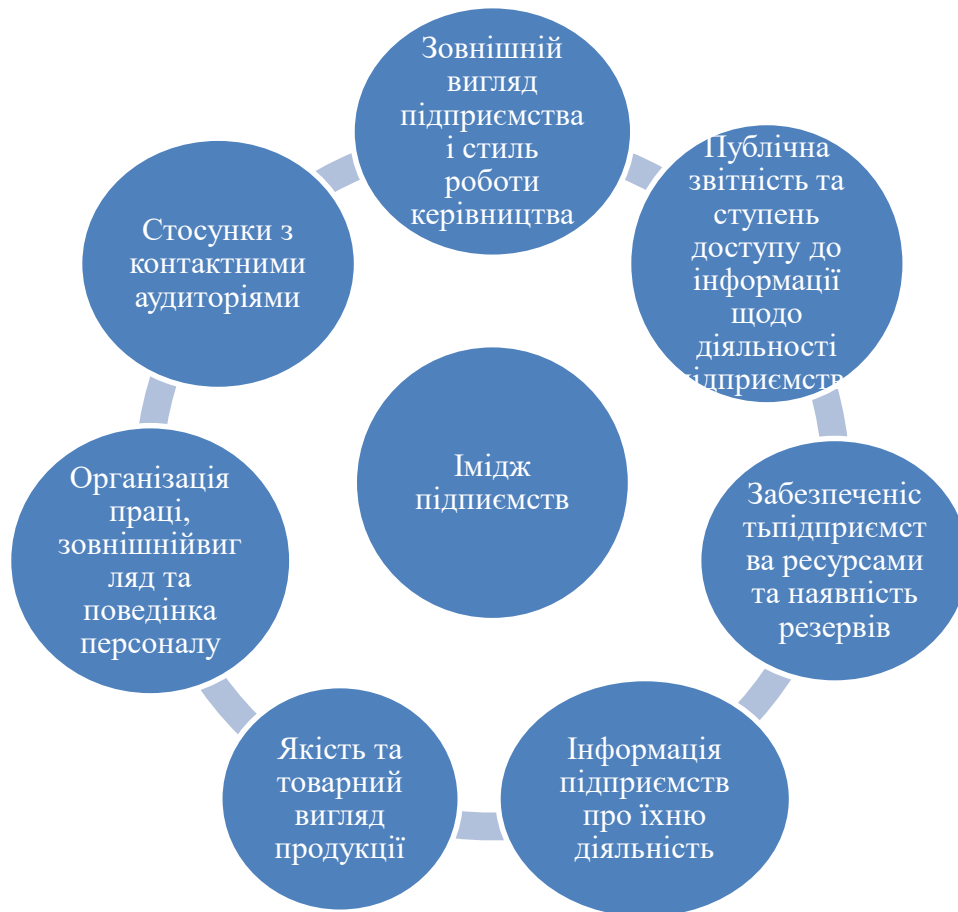 Зовнішній
вигляд
підприємства
і стиль
роботи
керівництва
Публічна
звітність та
ступень
доступу до
інформації
щодо
діяльності
підприємств
Забезпеченіс
тьпідприємст
ва ресурсами
та наявність
резервів
Інформація
підприємств
про їхню
діяльність
Якість та
товарний
вигляд
продукції
Організація
праці,
зовнішнійвиг
ляд та
поведінка
персоналу
Стосунки з
контактними
аудиторіями
Імідж
підпиємств